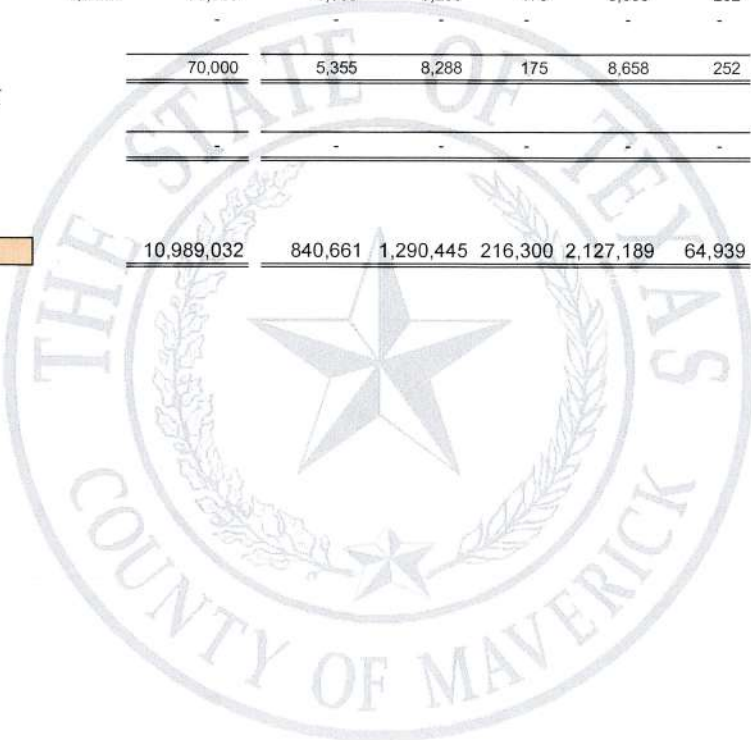 - - - - - -
70,000 5,355 8,288 175 8,658 252
- - - - - -
10,989,032 840,661 1,290,445 216,300 2,127,189 64,939
THE STATE OF TEXAS
COUNTY OF MAVERICK